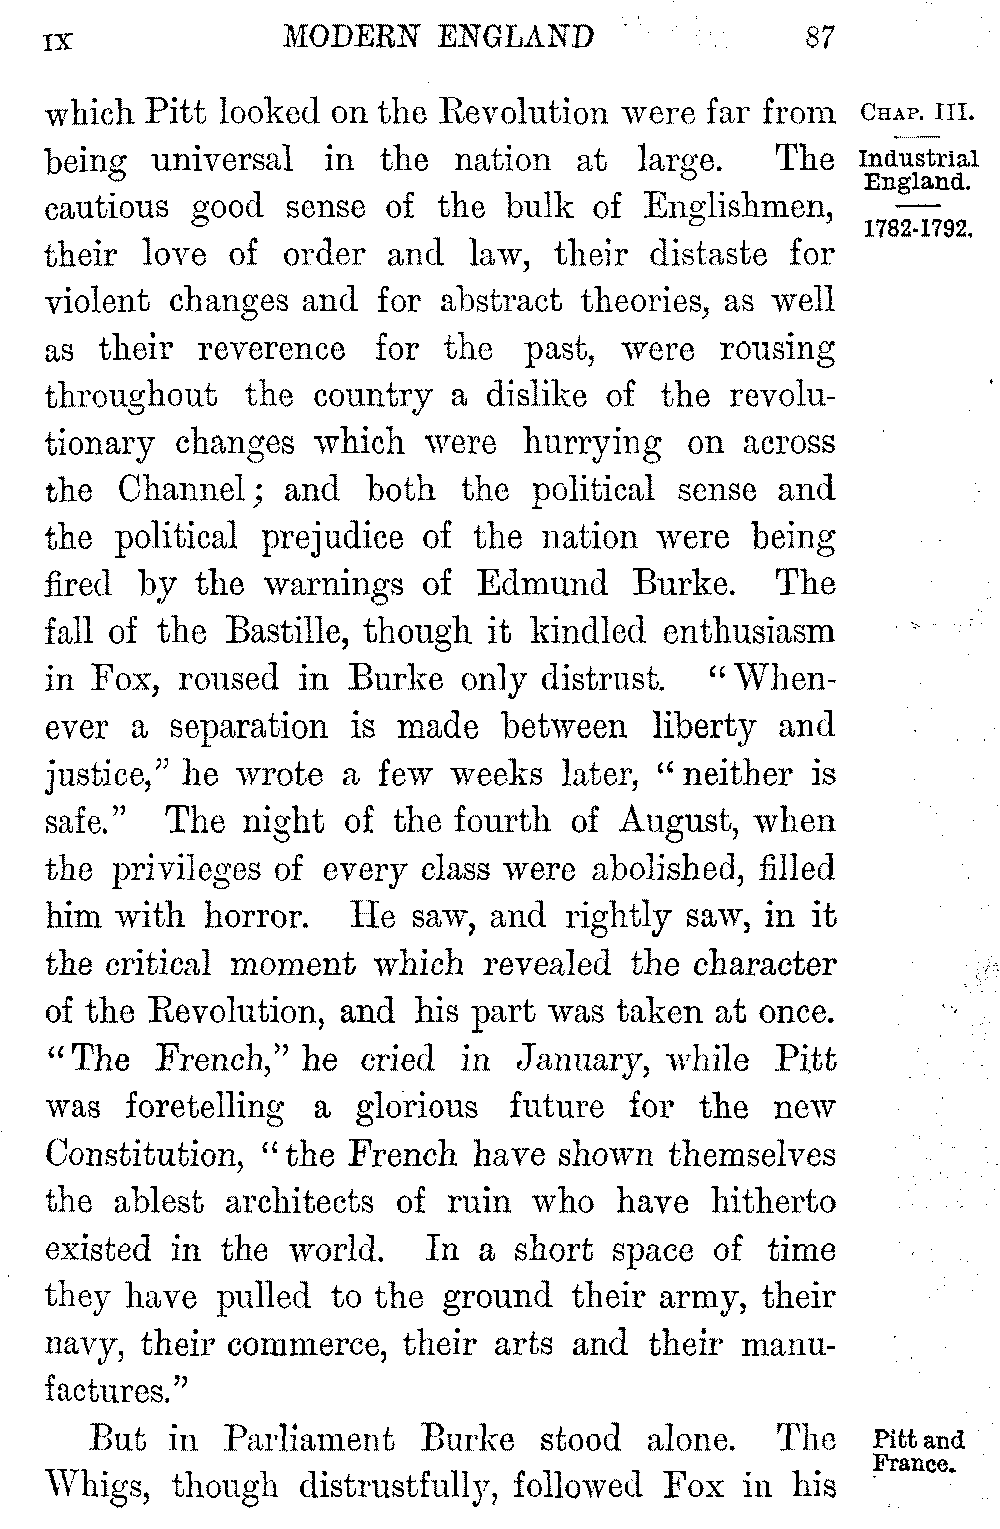 IX MODERN ENGLAND 87
which Pitt looked on the Revolution were far from
being universal in the nation at large. The
cautious good sense of the bulk of Englishmen,
their love of order and law, their distaste for
violent changes and for abstract theories, as well
as their reverence for the past, were rousing
throughout the country a dislike of the revolu-
tionary changes which were hurrying on across
the Channel; and both the political sense and
the political prejudice of the nation were being
fired by the warnings of Edmund Burke. The
fall of the Bastille, though it kindled enthusiasm
in Fox, roused in Burke only distrust. "When-
ever a separation is made between liberty and
justice," he wrote a few weeks later, "neither is
safe." The night of the fourth of August, when
the privileges of every class were abolished, filled
him with horror. He saw, and rightly saw, in it
the critical moment which revealed the character
of the Revolution, and his part was taken at once.
"The French," he cried in January, while Pitt
was foretelling a glorious future for the new
Constitution, "the French have shown themselves
the ablest architects of ruin who have hitherto
existed in the world. In a short space of time
they have pulled to the ground their army, their
navy, their commerce, their arts and their manu-
factures."
But in Parliament Burke stood alone. The
Whigs, though distrustfully, followed Fox in his
CHAP. III.
Industrial
England.
1782-1792.
Pitt and
France.